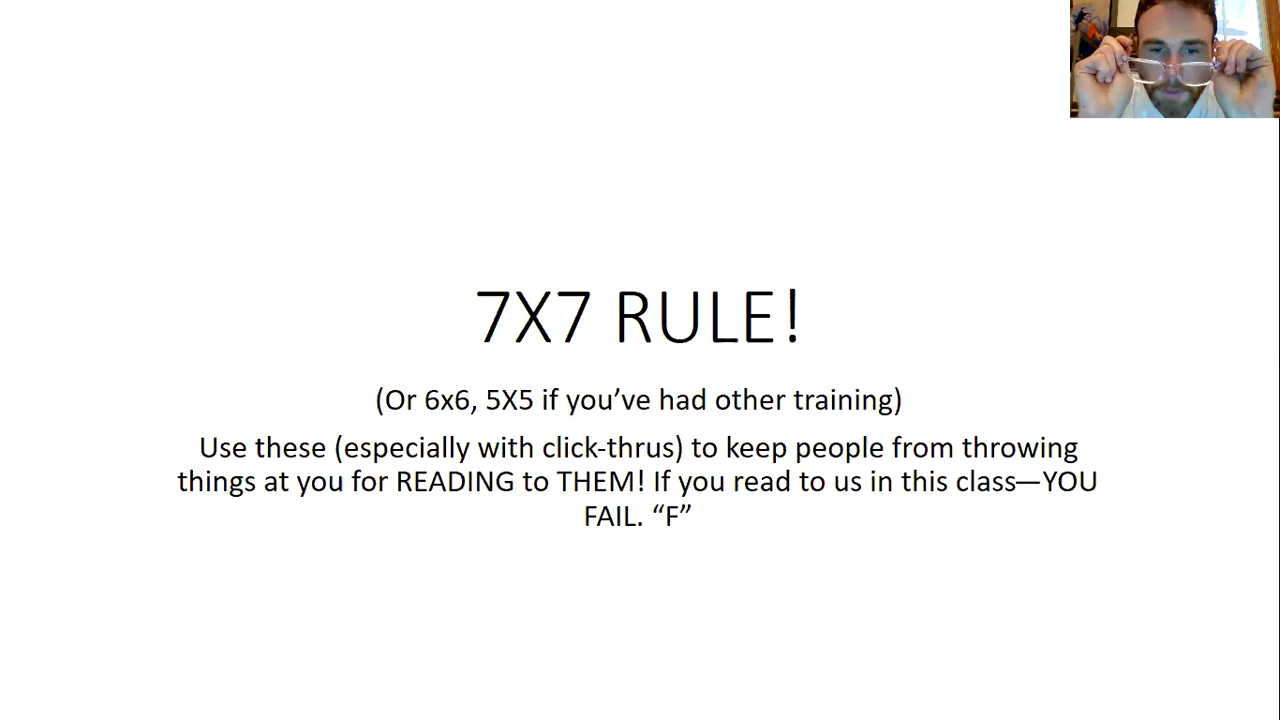 7X7 RULE!
(Or 6x6, 5X5 if you’ve had other training)
Use these (especially with click-thrus) to keep people from throwing
things at you for READING to THEM! If you read to us in this class—YOU
FAIL. “F”